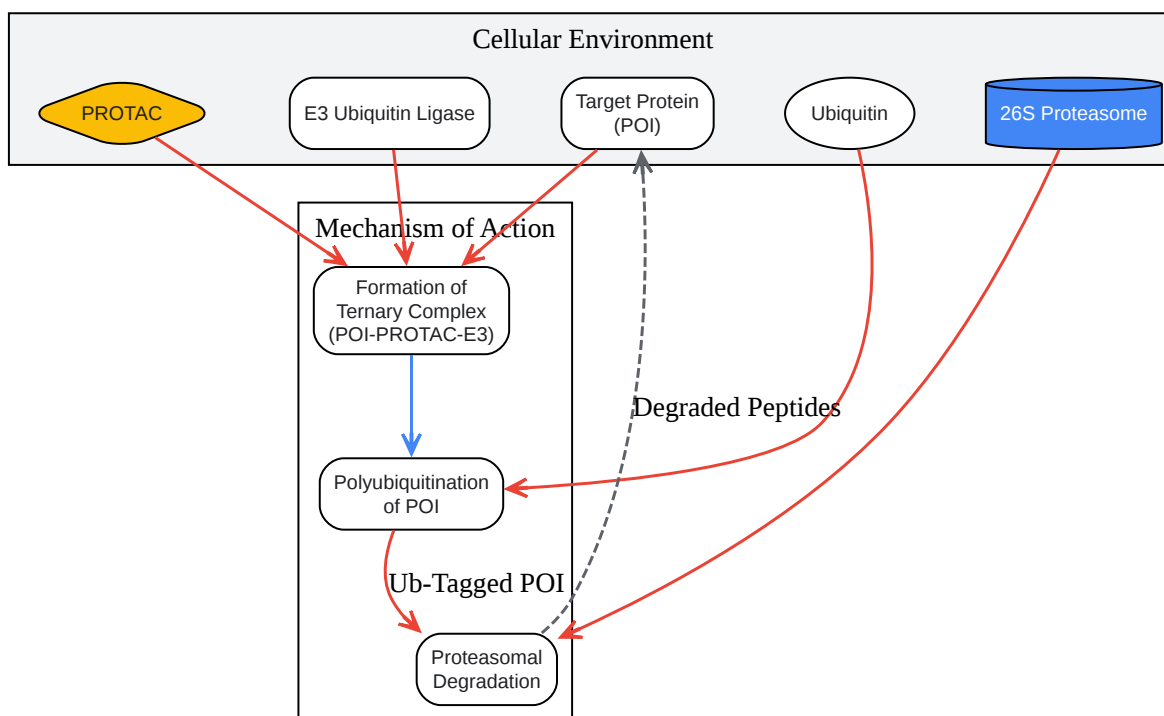 Cellular Environment
PROTAC
E3 Ubiquitin Ligase
Target Protein
(POI)
Ubiquitin
26S Proteasome
Mechanism of Action
Formation of
Ternary Complex
(POI-PROTAC-E3)
Degraded Peptides
Polyubiquitination
of POI
Ub-Tagged POI
Proteasomal
Degradation